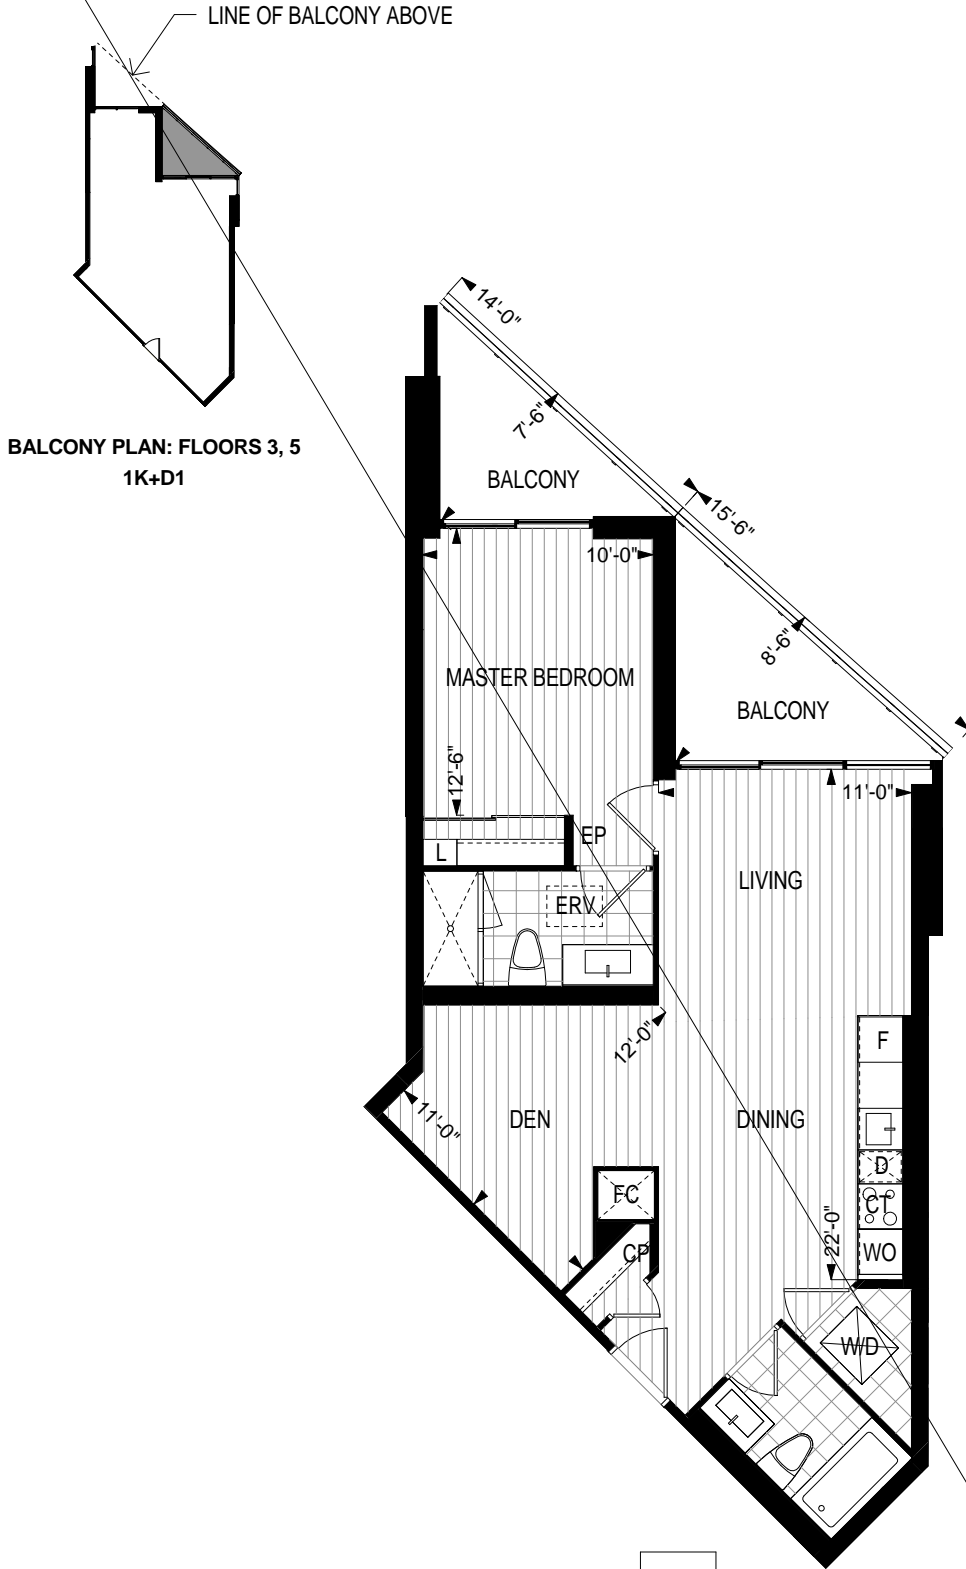 LINE OF BALCONY ABOVE
BALCONY PLAN: FLOORS 3, 5
1K+D1
14'-0"
7'-6"
BALCONY
15'-6"
10'-0"
8'-6"
MASTER BEDROOM
BALCONY
12'-6"
11'-0"
EP
L
LIVING
ERV
12'-0"
F
11'-0"
DEN
DINING
D
FC
CT
22'-0"
CP
WO
W/D